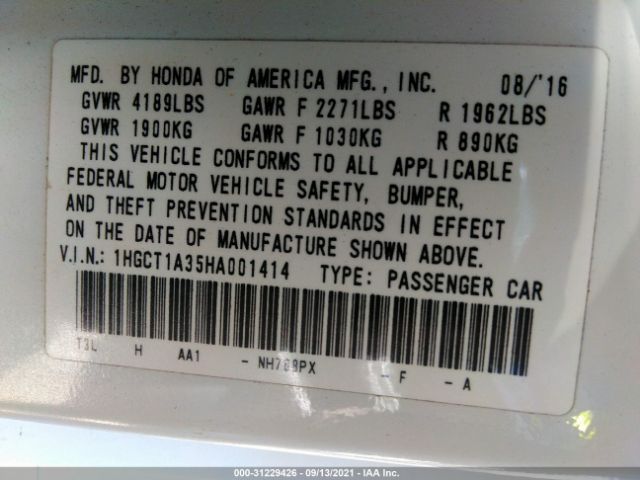 MFD. BY HONDA OF AMERICA MFG., INC. 08/'16
GVWR 4189LBS GAWR F 2271LBS R 1962LBS
GVWR 1900KG GAWR F 1030KG R 890KG
THIS VEHICLE CONFORMS TO ALL APPLICABLE
FEDERAL MOTOR VEHICLE SAFETY, BUMPER,
AND THEFT PREVENTION STANDARDS IN EFFECT
ON THE DATE OF MANUFACTURE SHOWN ABOVE.
V.I.N.: 1HGCT1A35HA001414 TYPE: PASSENGER CAR
T3L H AA1 - NH788PX - F - A
000-31229426 - 09/13/2021 - IAA Inc.